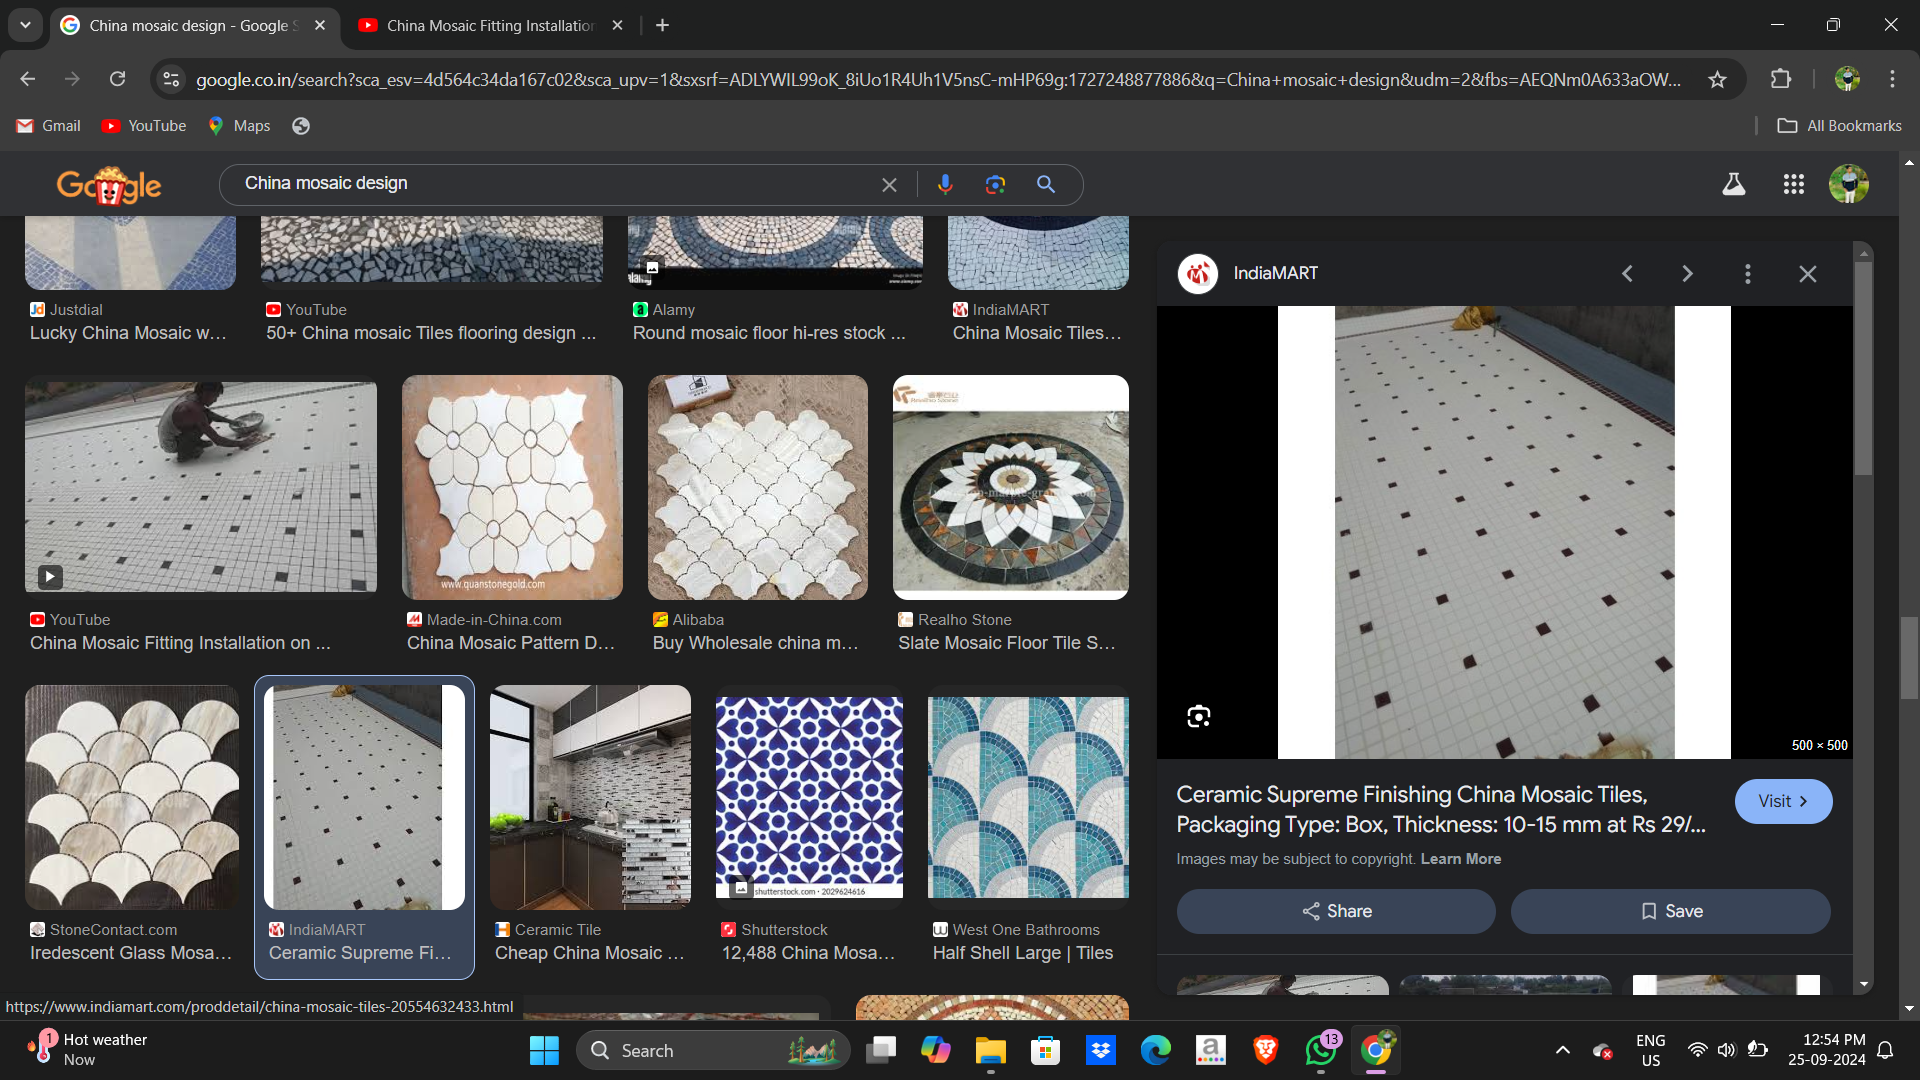 China mosaic design - Google S
China Mosaic Fitting Installation
google.co.in/search?sca_esv=4d564c34da167c02&sca_upv=1&sxsrf=ADLYWIL99oK_8iUo1R4Uh1V5nsC-mHP69g:1727248877886&q=China+mosaic+design&udm=2&fbs=AEQNm0A633aOW...
Gmail
YouTube
Maps
All Bookmarks
Google
China mosaic design
Justdial
Lucky China Mosaic w...
YouTube
50+ China mosaic Tiles flooring design ...
alamy
Alamy
Round mosaic floor hi-res stock ...
IndiaMART
China Mosaic Tiles...
YouTube
China Mosaic Fitting Installation on ...
www.quanstonegold.com
Made-in-China.com
China Mosaic Pattern D...
Alibaba
Buy Wholesale china m...
Realho Stone
Slate Mosaic Floor Tile S...
StoneContact.com
Iredescent Glass Mosa...
IndiaMART
Ceramic Supreme Fi...
Ceramic Tile
Cheap China Mosaic ...
shutterstock.com • 2029624616
Shutterstock
12,488 China Mosa...
West One Bathrooms
Half Shell Large | Tiles
IndiaMART
500 × 500
Ceramic Supreme Finishing China Mosaic Tiles,
Packaging Type: Box, Thickness: 10-15 mm at Rs 29/...
Visit
Images may be subject to copyright. Learn More
Share
Save
https://www.indiamart.com/proddetail/china-mosaic-tiles-20554632433.html
1
Hot weather
Now
Search
13
ENG
US
12:54 PM
25-09-2024